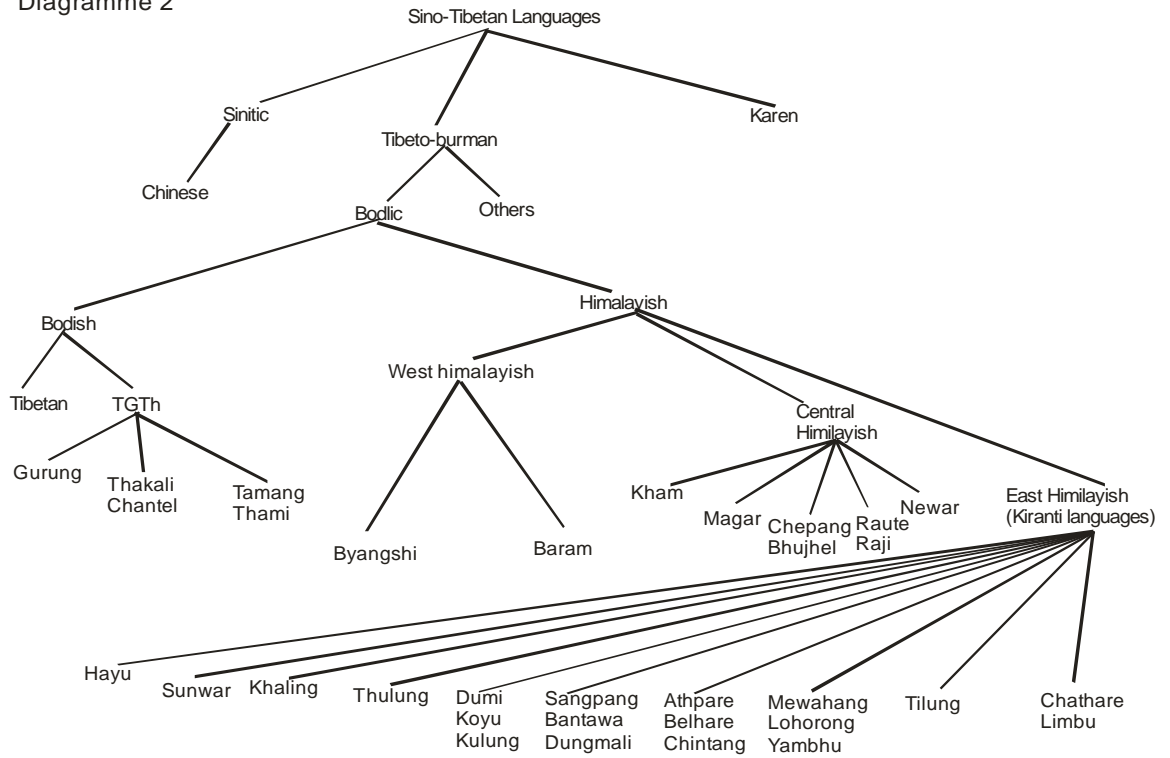 Diagramme 2
Sino-Tibetan Languages
Sinitic
Karen
Tibeto-burman
Chinese
Others
Bodlic
Himalayish
Bodish
West himalayish
Tibetan
TGTh
Central
Himilayish
Gurung
Thakali
Chantel
Tamang
Thami
Kham
Magar
Chepang
Bhujhel
Raute
Raji
Newar
East Himilayish
(Kiranti languages)
Byangshi
Baram
Hayu
Sunwar
Khaling
Thulung
Dumi
Koyu
Kulung
Sangpang
Bantawa
Dungmali
Athpare
Belhare
Chintang
Mewahang
Lohorong
Yambhu
Tilung
Chathare
Limbu